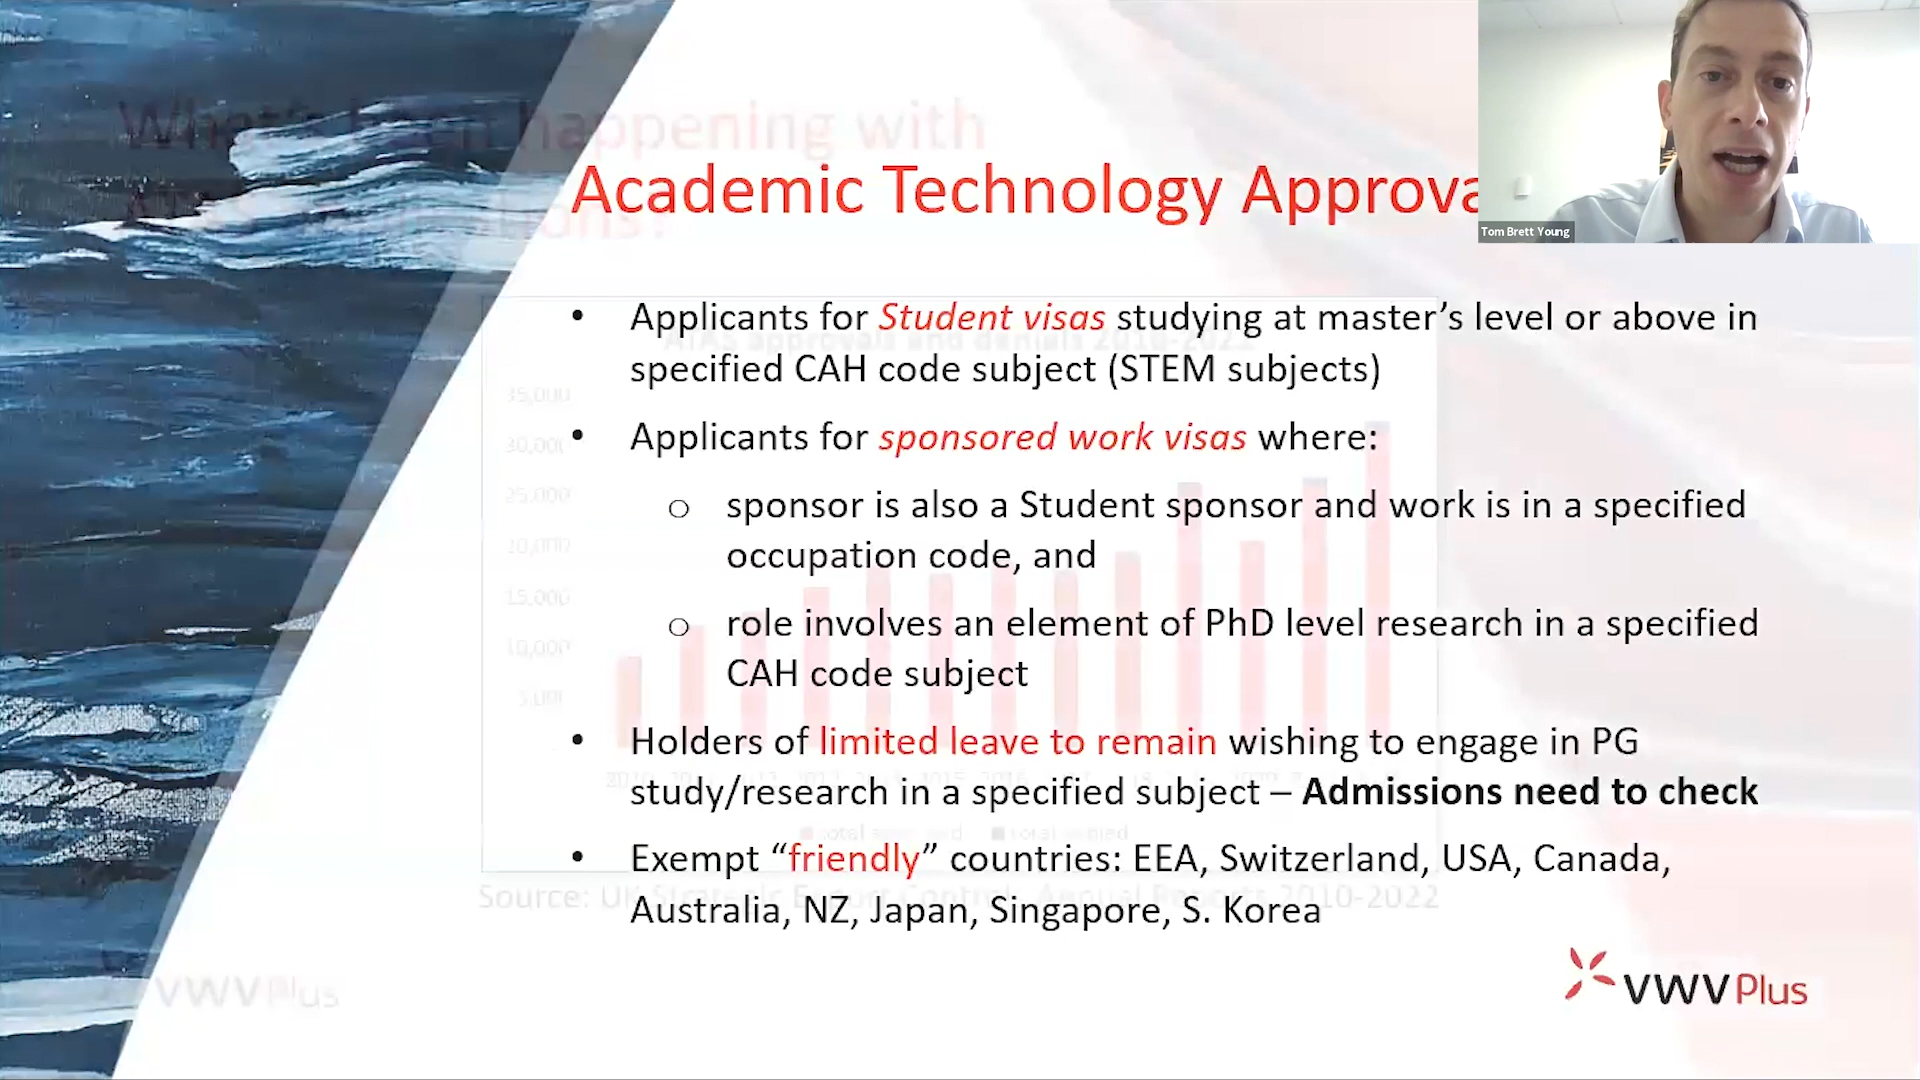 Academic Technology Approva
Tom Brett Young
• Applicants for Student visas studying at master’s level or above in
specified CAH code subject (STEM subjects)
• Applicants for sponsored work visas where:
o sponsor is also a Student sponsor and work is in a specified
occupation code, and
o role involves an element of PhD level research in a specified
CAH code subject
• Holders of limited leave to remain wishing to engage in PG
study/research in a specified subject – Admissions need to check
• Exempt “friendly” countries: EEA, Switzerland, USA, Canada,
Australia, NZ, Japan, Singapore, S. Korea
VWV Plus
What's been happening with
ATAS approvals and denials 2010-2022
35,000
30,000
25,000
20,000
15,000
10,000
5,000
Source: UK Strategic Export Control Annual Reports 2010-2022
VWV Plus